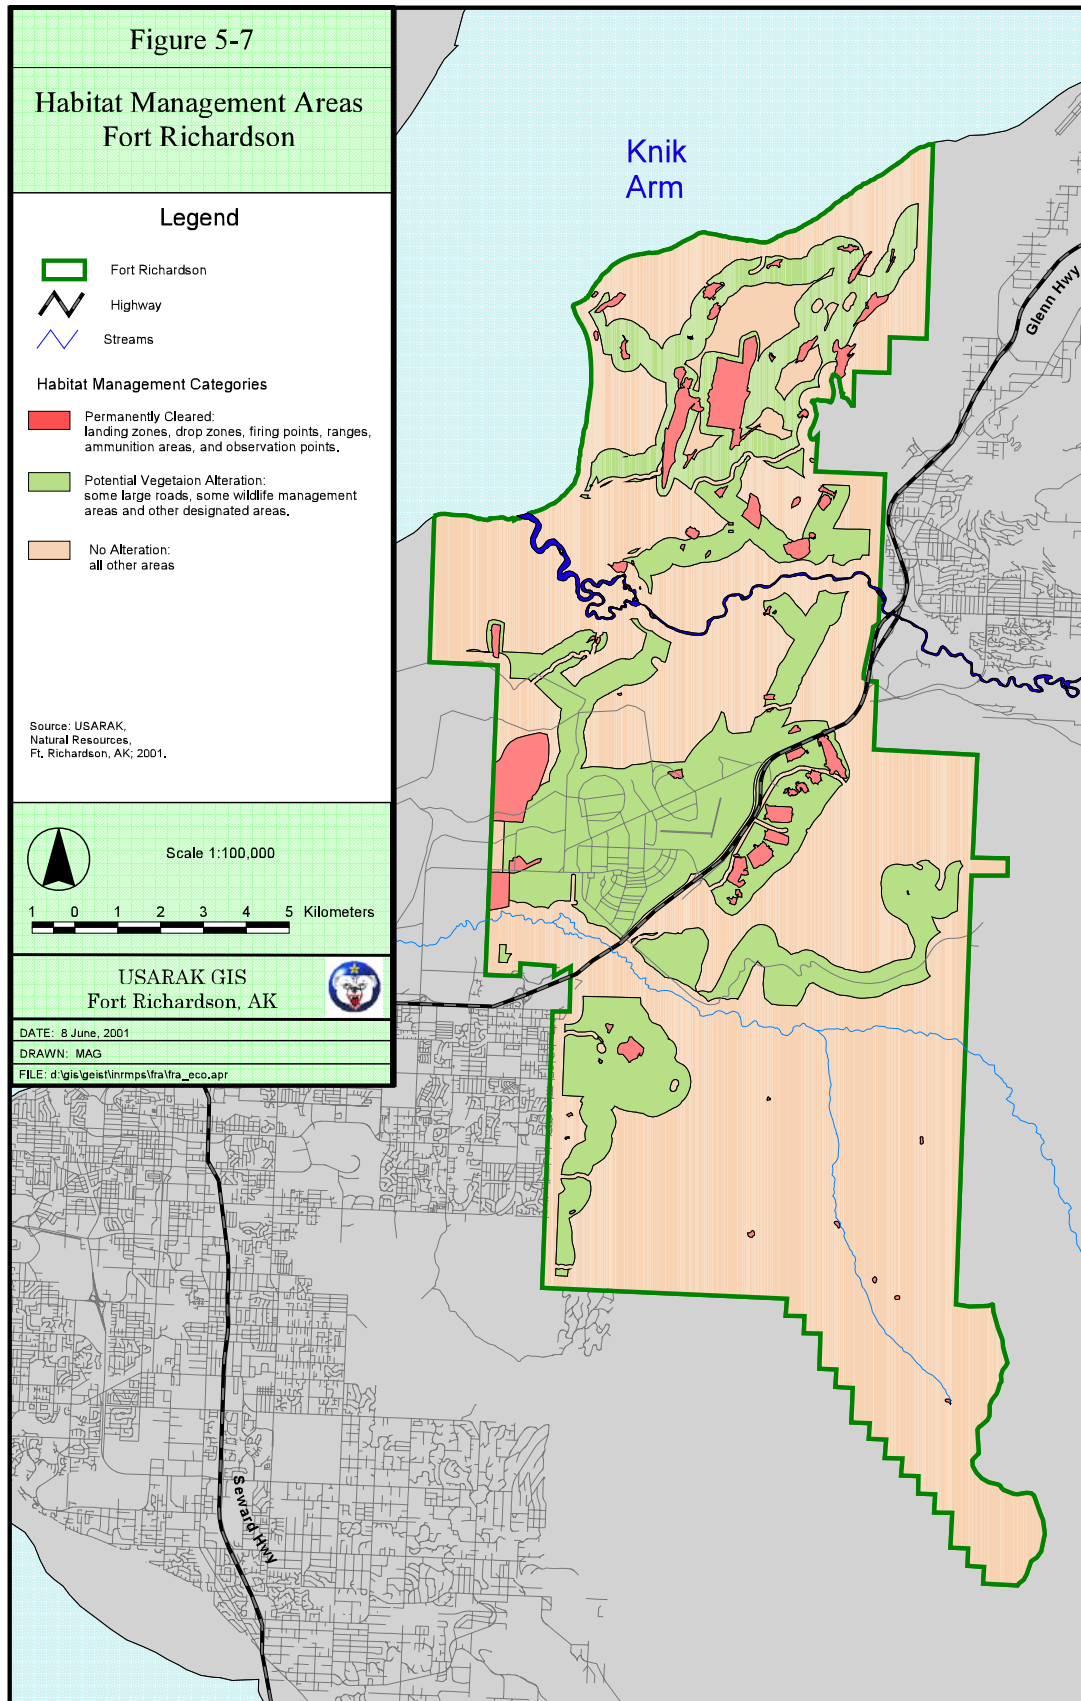 Figure 5-7
Habitat Management Areas
Fort Richardson
Legend
Fort Richardson
Highway
Streams
Habitat Management Categories
Permanently Cleared:
landing zones, drop zones, firing points, ranges,
ammunition areas, and observation points.
Potential Vegetaion Alteration:
some large roads, some wildlife management
areas and other designated areas.
No Alteration:
all other areas
Source: USARAK,
Natural Resources,
Ft. Richardson, AK; 2001.
Scale 1:100,000
1 0 1 2 3 4 5 Kilometers
USARAK GIS
Fort Richardson, AK
DATE: 8 June, 2001
DRAWN: MAG
FILE: d:\gis\geist\inrmps\fra\fra_eco.apr
Knik
Arm
Glenn Hwy
Seward Hwy